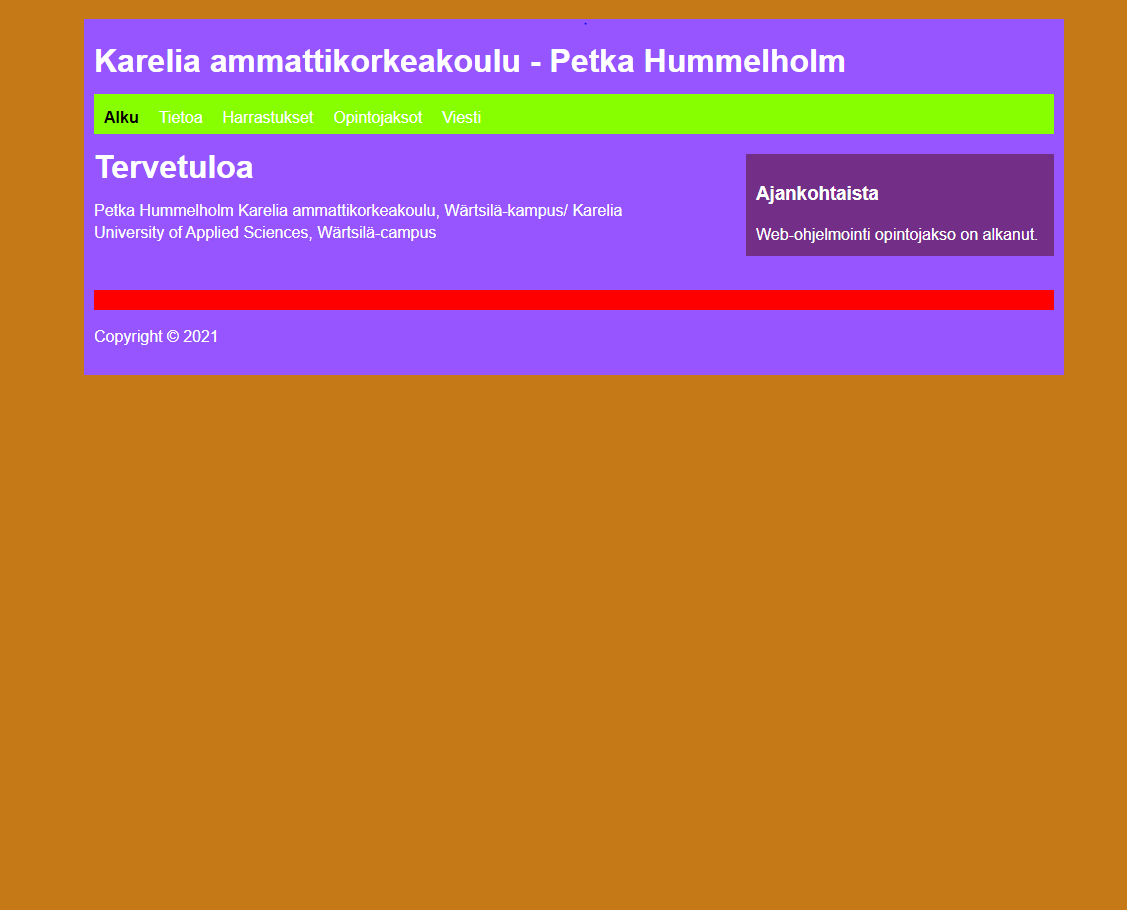 Karelia ammattikorkeakoulu - Petka Hummelholm
Alku Tietoa Harrastukset Opintojaksot Viesti
Tervetuloa
Petka Hummelholm Karelia ammattikorkeakoulu, Wärtsilä-kampus/ Karelia
University of Applied Sciences, Wärtsilä-campus
Ajankohtaista
Web-ohjelmointi opintojakso on alkanut.
Copyright © 2021